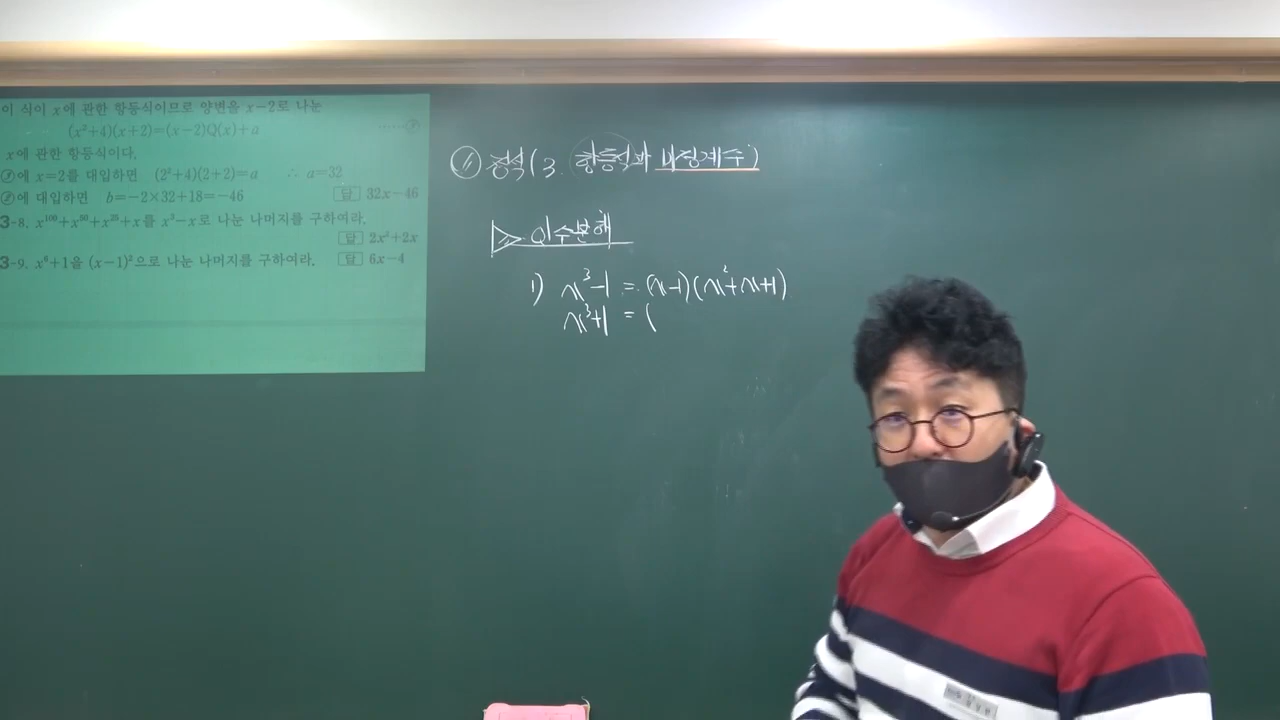 이 식이 x에 관한 항등식이므로 양변을 x-2로 나눈
(x²+4)(x+2)=(x-2)Q(x)+a ……②
x에 관한 항등식이다.
②에 x=2를 대입하면 (2²+4)(2+2)=a ∴ a=32
②에 대입하면 b=-2×32+18=-46 답 32x-46
3-8. x¹⁰⁰+x⁵⁰+x²⁵+x를 x³-x로 나눈 나머지를 구하여라.
답 2x²+2x
3-9. x⁶+1을 (x-1)²으로 나눈 나머지를 구하여라. 답 6x-4
정석(3. 항등식과 미정계수)
인수분해
1) x³-1 = (x-1)(x²+x+1)
x³+1 = (